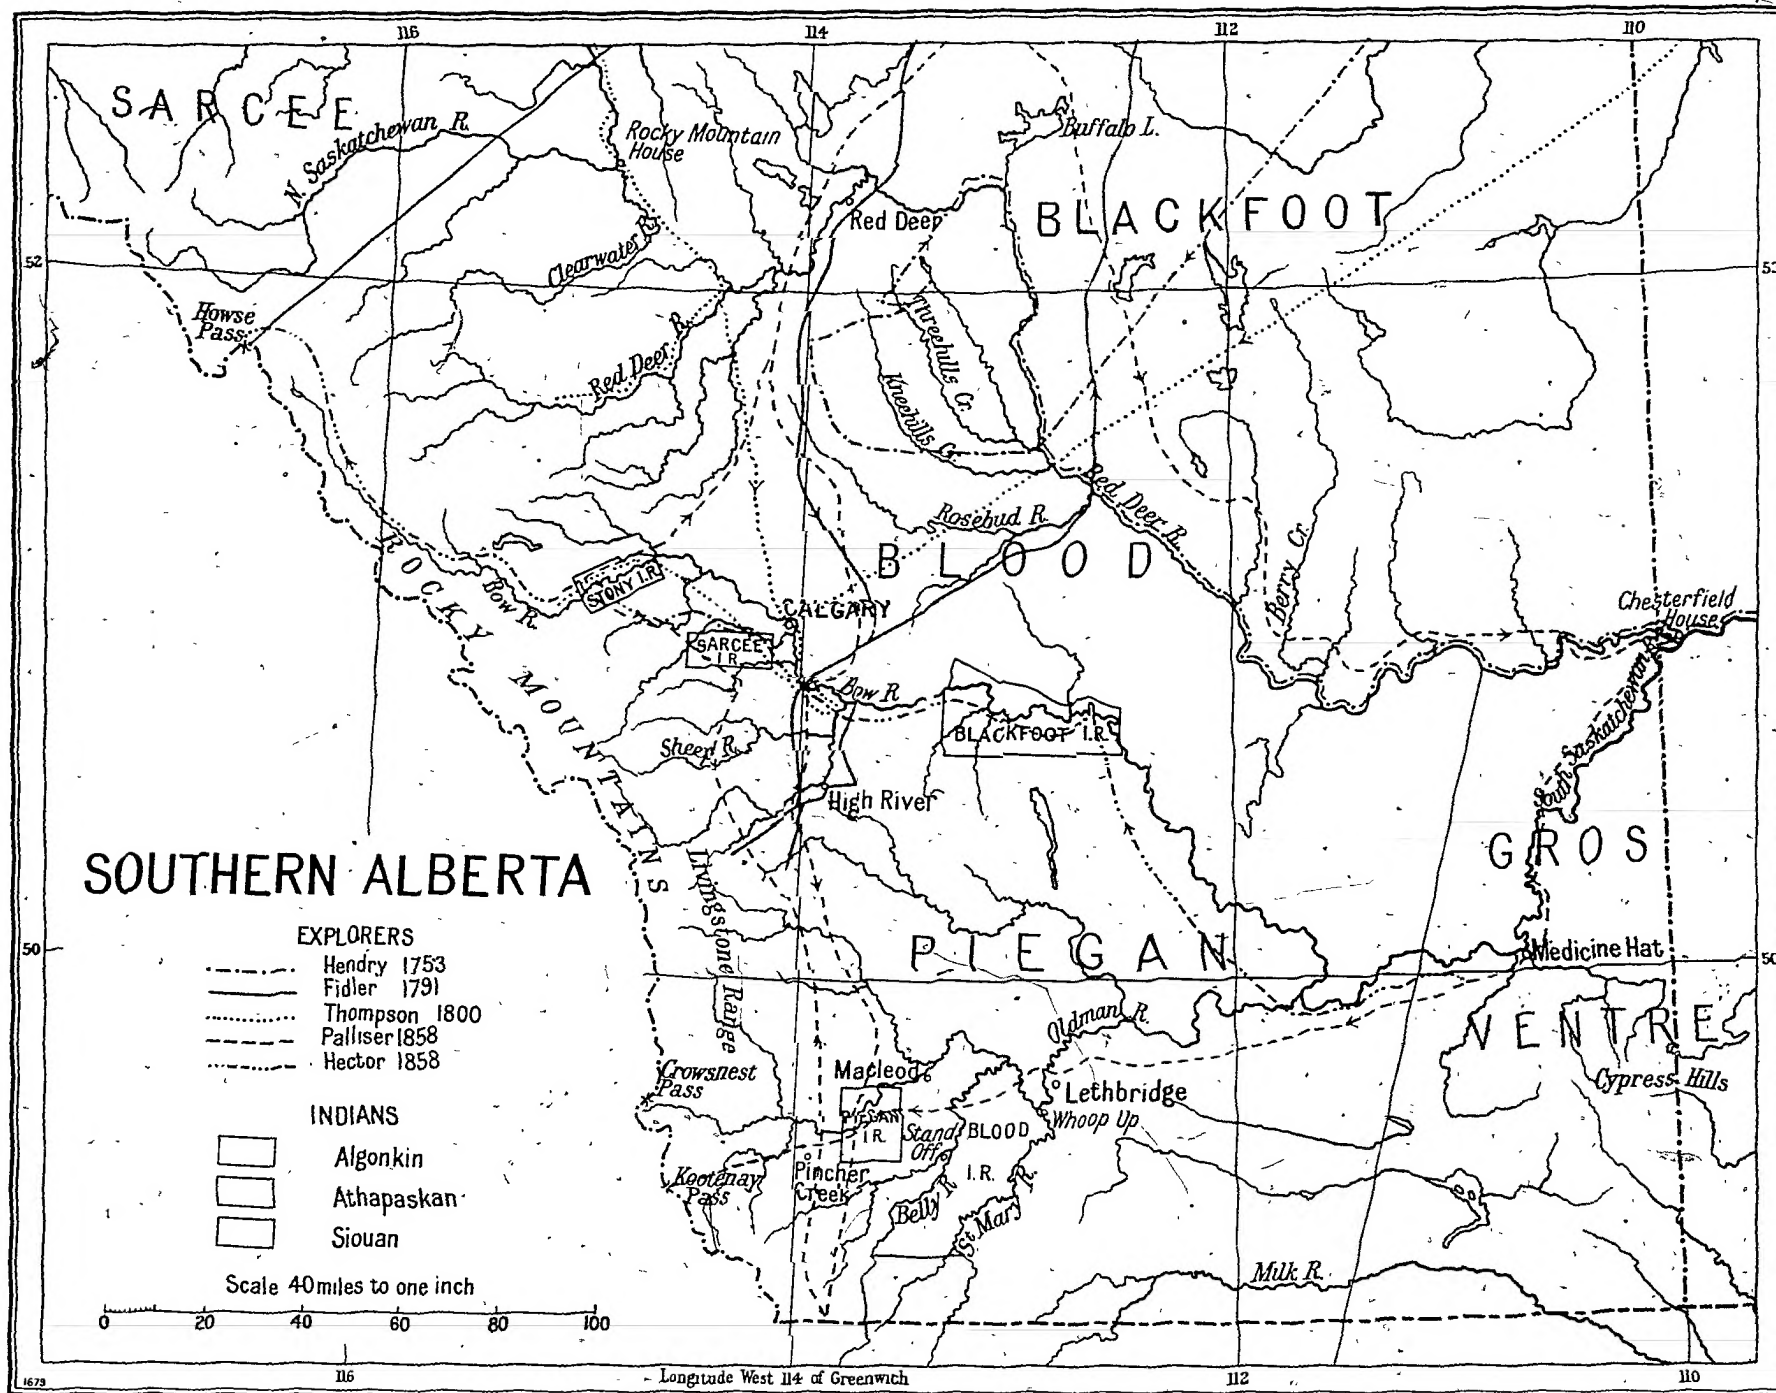 116
114
112
110
SARCEE
N. Saskatchewan R.
Rocky Mountain
House
Buffalo L.
Red Deer
BLACKFOOT
52
Clearwater R.
Howse
Pass
Red Deer R.
Threehills Cr.
Kneehills C.
Red Deer R.
Rosebud R.
BLOOD
Berry Cr.
Chesterfield
House
ROCKY MOUNTAINS
Bow R.
STONY I.R.
CALGARY
SARCEE
I.R.
Bow R
BLACKFOOT I.R.
Sheep R.
High River
South Saskatchewan R.
GROS
SOUTHERN ALBERTA
Livingstone Range
EXPLORERS
Hendry 1753
Fidler 1791
Thompson 1800
Palliser 1858
Hector 1858
50
PIEGAN
Medicine Hat
50
VENTRE
Oldman R.
Cypress Hills
Crowsnest
Pass
Macleod
Lethbridge
Whoop Up
PIEGAN
I.R.
Stand
Off
BLOOD
I.R.
Kootenay
Pass
Pincher
Creek
Belly R
St. Mary R.
Milk R.
INDIANS
Algonkin
Athapaskan
Siouan
Scale 40 miles to one inch
0 20 40 60 80 100
1673
116
Longitude West 114 of Greenwich
112
110